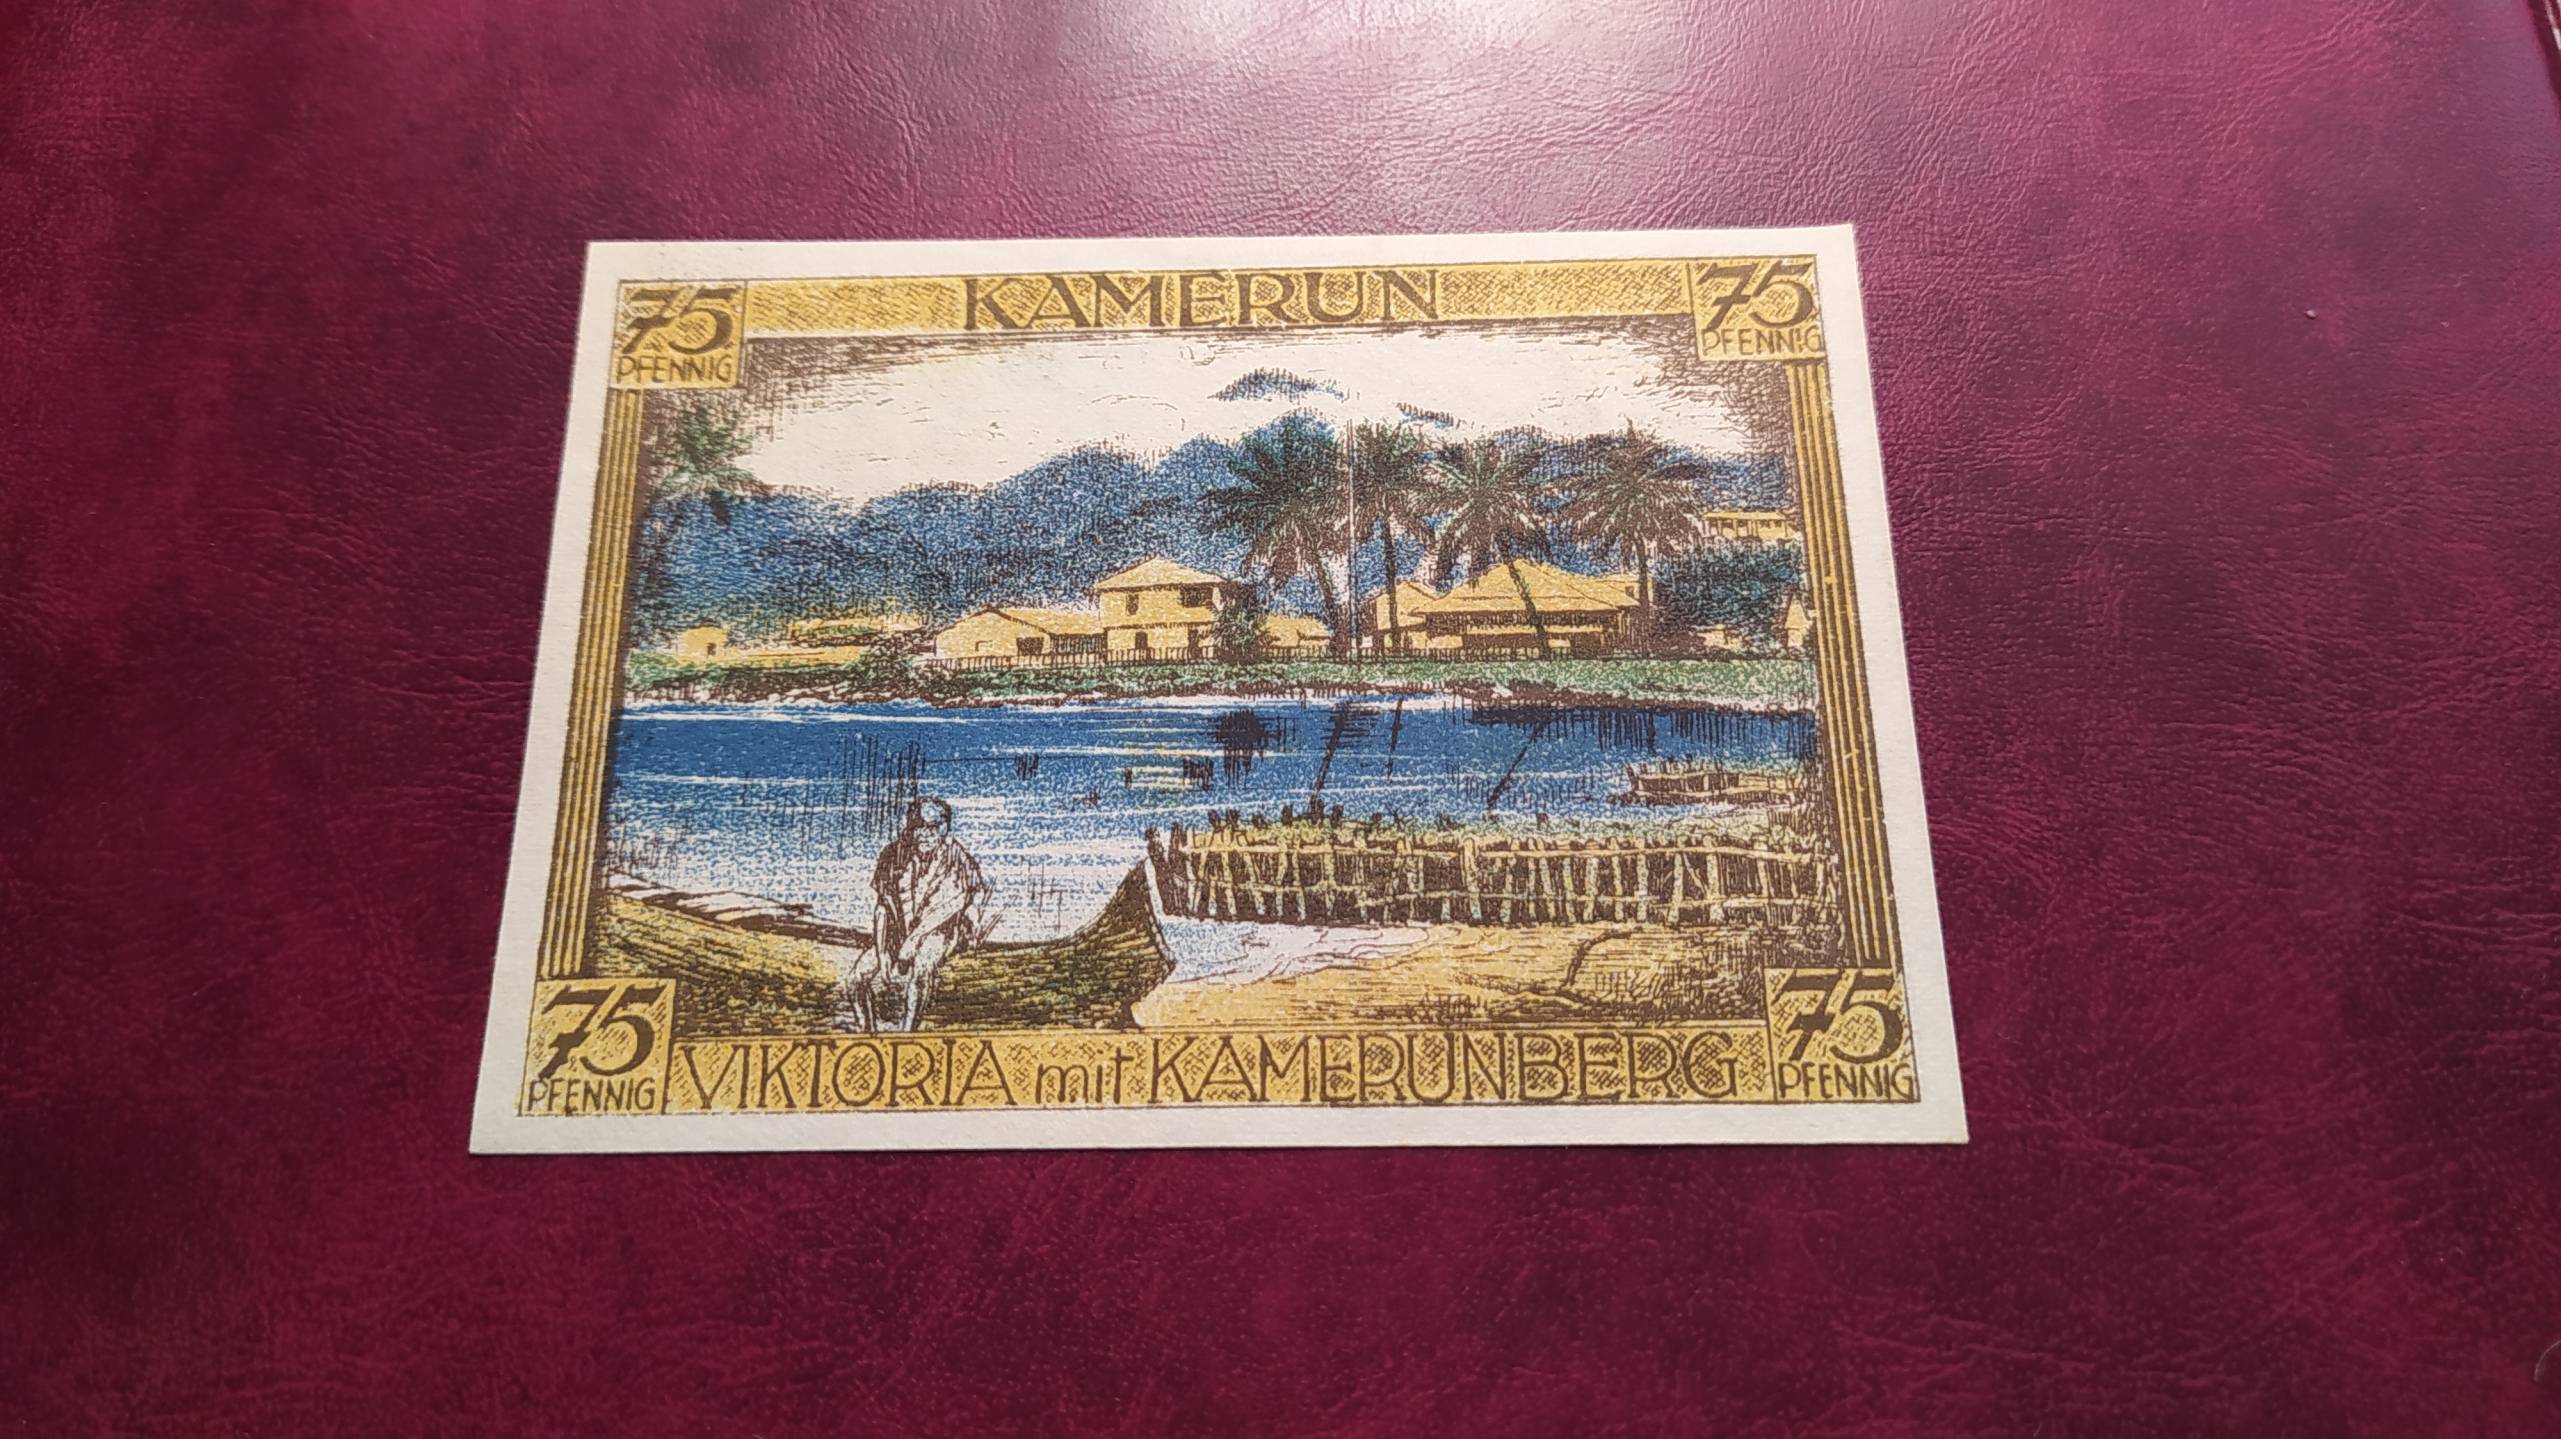 75 KAMERUN 75
PFENNIG PFENNIG
75 VIKTORIA mit KAMERUNBERG 75
PFENNIG PFENNIG